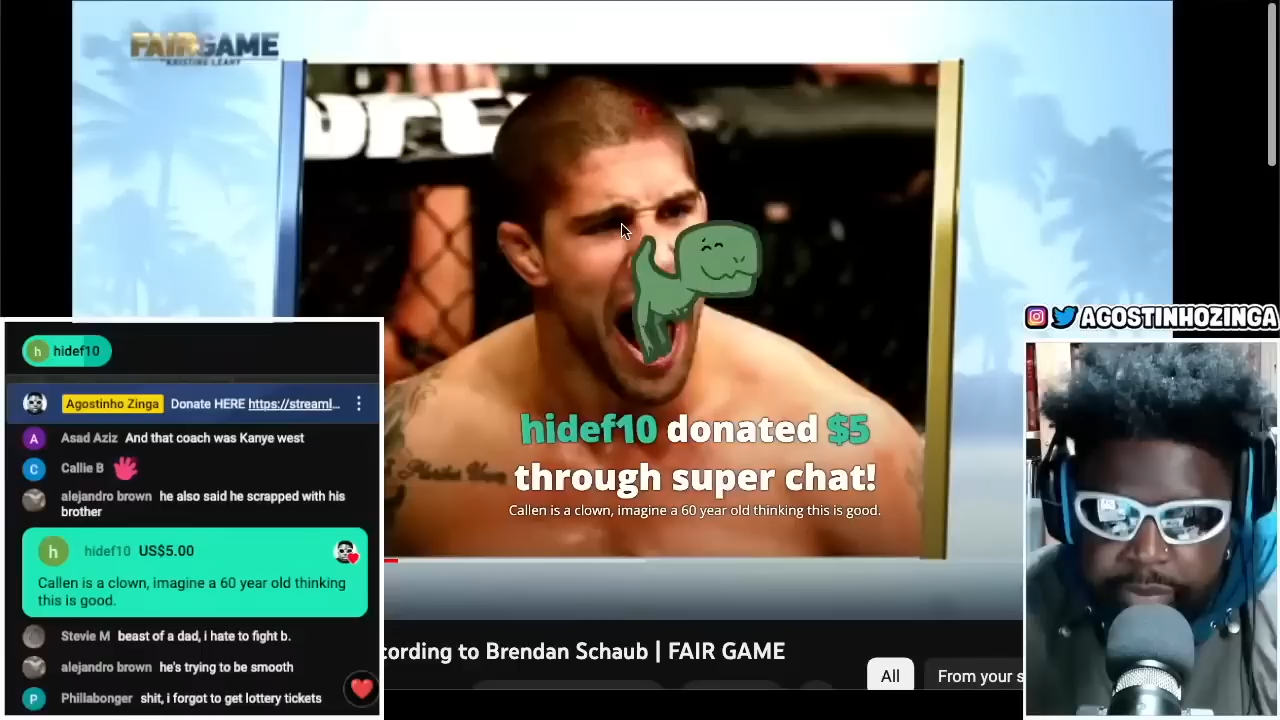 FAIRGAME
KRISTINE LEAHY
AGOSTINHOZINGA
h hidef10
Agostinho Zinga Donate HERE https://streaml...
A Asad Aziz And that coach was Kanye west
C Callie B
alejandro brown he also said he scrapped with his
brother
h hidef10 US$5.00
Callen is a clown, imagine a 60 year old thinking
this is good.
Stevie M beast of a dad, i hate to fight b.
alejandro brown he's trying to be smooth
P Phillabonger shit, i forgot to get lottery tickets
hidef10 donated $5
through super chat!
Callen is a clown, imagine a 60 year old thinking this is good.
cording to Brendan Schaub | FAIR GAME
All From your s